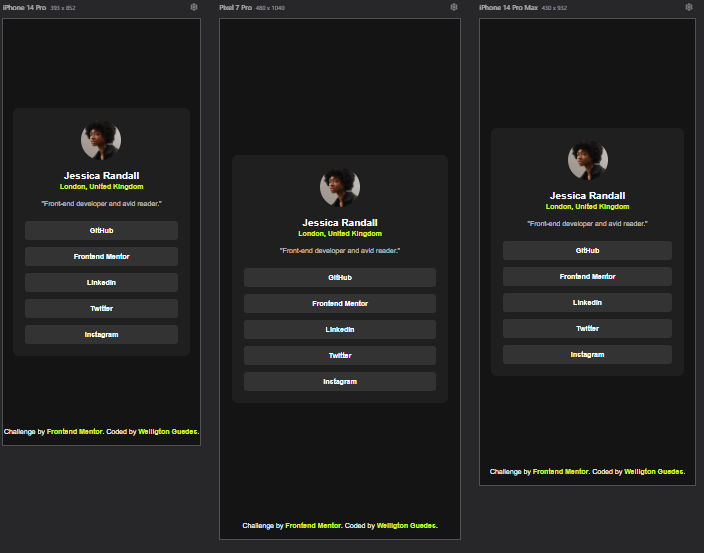 iPhone 14 Pro 393 x 852
Jessica Randall
London, United Kingdom
"Front-end developer and avid reader."
GitHub
Frontend Mentor
LinkedIn
Twitter
Instagram
Challenge by Frontend Mentor. Coded by Welligton Guedes.
Pixel 7 Pro 480 x 1040
Jessica Randall
London, United Kingdom
"Front-end developer and avid reader."
GitHub
Frontend Mentor
LinkedIn
Twitter
Instagram
Challenge by Frontend Mentor. Coded by Welligton Guedes.
iPhone 14 Pro Max 430 x 932
Jessica Randall
London, United Kingdom
"Front-end developer and avid reader."
GitHub
Frontend Mentor
LinkedIn
Twitter
Instagram
Challenge by Frontend Mentor. Coded by Welligton Guedes.